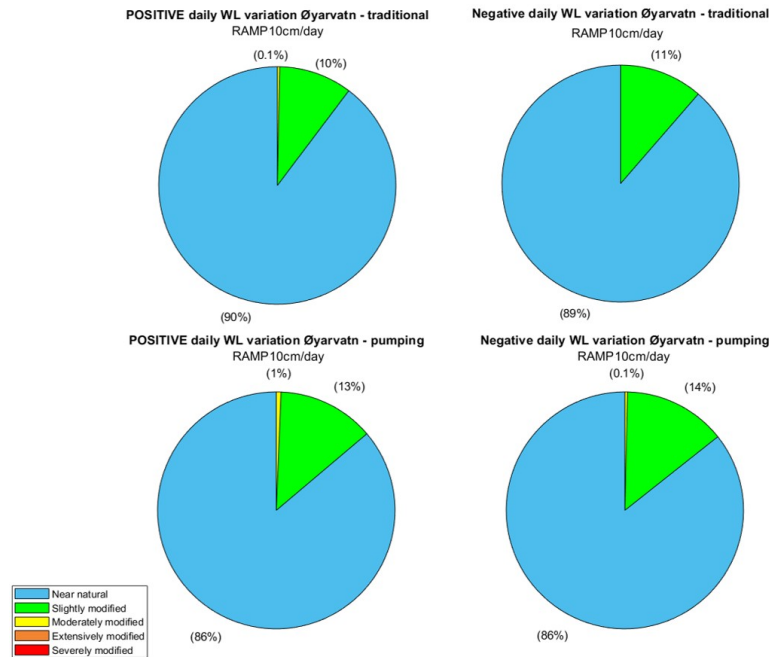 POSITIVE daily WL variation Øyarvatn - traditional
RAMP10cm/day
(0.1%)
(10%)
(90%)
Negative daily WL variation Øyarvatn - traditional
RAMP10cm/day
(11%)
(89%)
POSITIVE daily WL variation Øyarvatn - pumping
RAMP10cm/day
(1%)
(13%)
(86%)
Negative daily WL variation Øyarvatn - pumping
RAMP10cm/day
(0.1%)
(14%)
(86%)
Near natural
Slightly modified
Moderately modified
Extensively modified
Severely modified